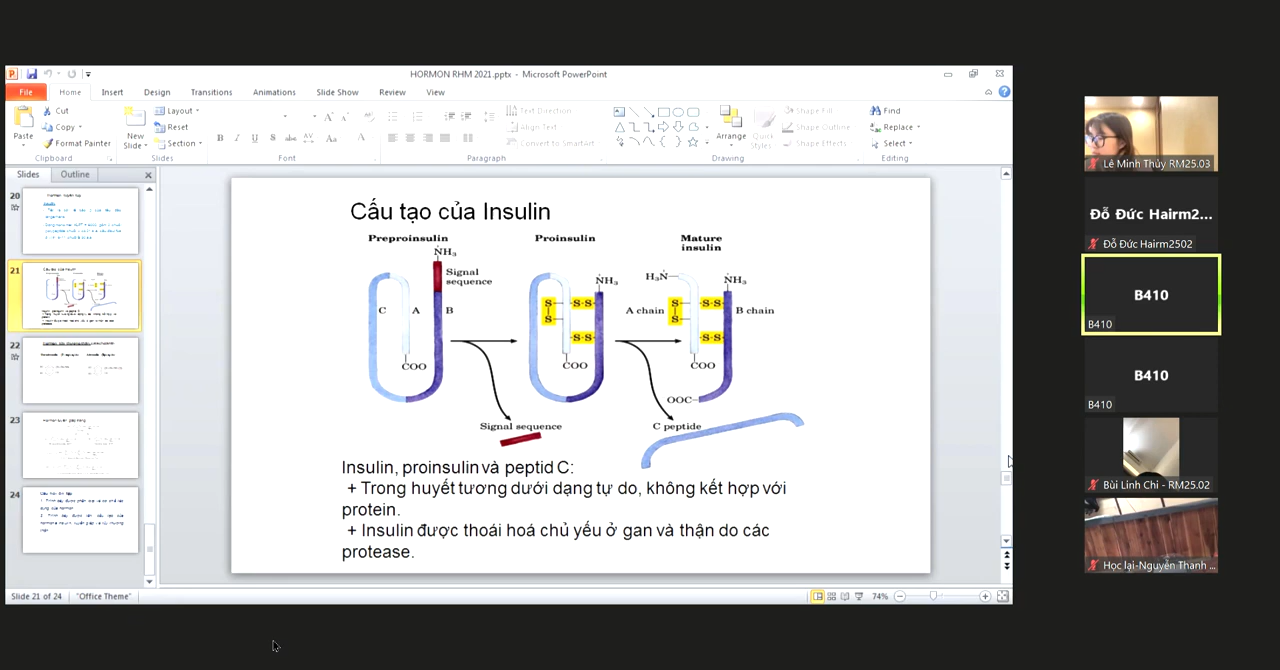 HORMON RHM 2021.pptx - Microsoft PowerPoint
File Home Insert Design Transitions Animations Slide Show Review View
Paste
Cut
Copy
Format Painter
Clipboard
New
Slide
Layout
Reset
Section
Slides
B I U S abc AV Aa A
Font
Text Direction
Align Text
Convert to SmartArt
Paragraph
Arrange
Quick
Styles
Shape Fill
Shape Outline
Shape Effects
Drawing
Find
Replace
Select
Editing
Slides Outline
20
21
22
23
24
Cấu tạo của Insulin
Preproinsulin
NH₃
Signal
sequence
C A B
COO
Signal sequence
Proinsulin
NH₃
S
S
S·S
S·S
COO
Mature
insulin
H₃N
NH₃
A chain
S
S
S·S
B chain
S·S
COO
OOC
C peptide
Insulin, proinsulin và peptid C:
+ Trong huyết tương dưới dạng tự do, không kết hợp với
protein.
+ Insulin được thoái hoá chủ yếu ở gan và thận do các
protease.
Slide 21 of 24 "Office Theme" 74%
Lê Minh Thủy RM25.03
Đỗ Đức Hairm2...
Đỗ Đức Hairm2502
B410
B410
B410
B410
Bùi Linh Chi - RM25.02
Học lại-Nguyễn Thanh ...